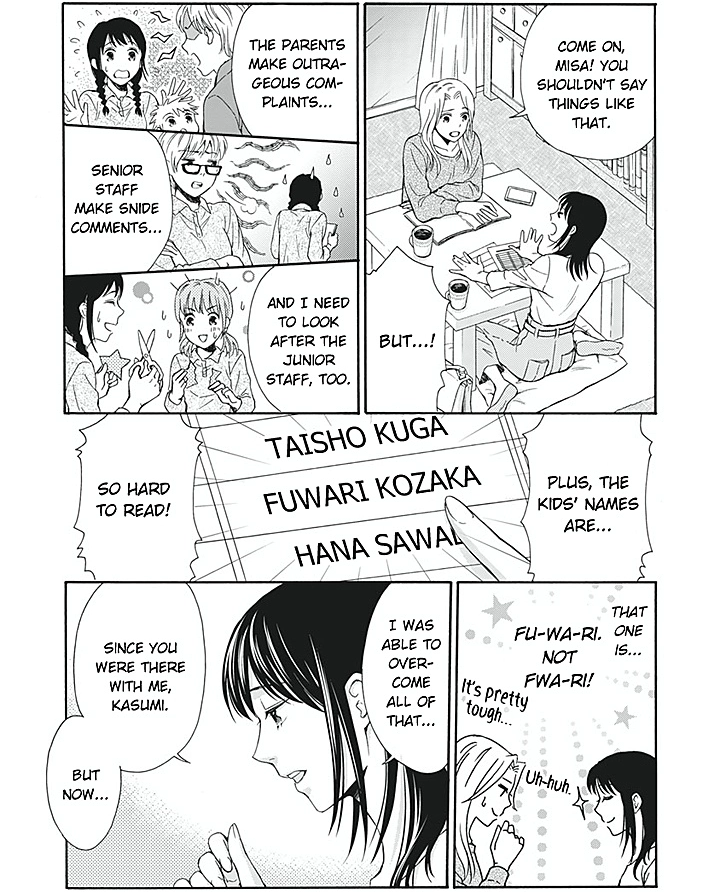 COME ON,
MISA! YOU
SHOULDN'T SAY
THINGS LIKE
THAT.
BUT...!
THE PARENTS
MAKE OUTRA-
GEOUS COM-
PLAINTS...
SENIOR
STAFF
MAKE SNIDE
COMMENTS...
AND I NEED
TO LOOK
AFTER THE
JUNIOR
STAFF, TOO.
PLUS, THE
KIDS' NAMES
ARE...
TAISHO KUGA
FUWARI KOZAKA
HANA SAWAD
SO HARD
TO READ!
THAT
ONE
IS...
FU-WA-RI.
NOT
FWA-RI!
It's pretty
tough...
Uh-huh.
I WAS
ABLE TO
OVER-
COME
ALL OF
THAT...
SINCE YOU
WERE THERE
WITH ME,
KASUMI.
BUT
NOW...